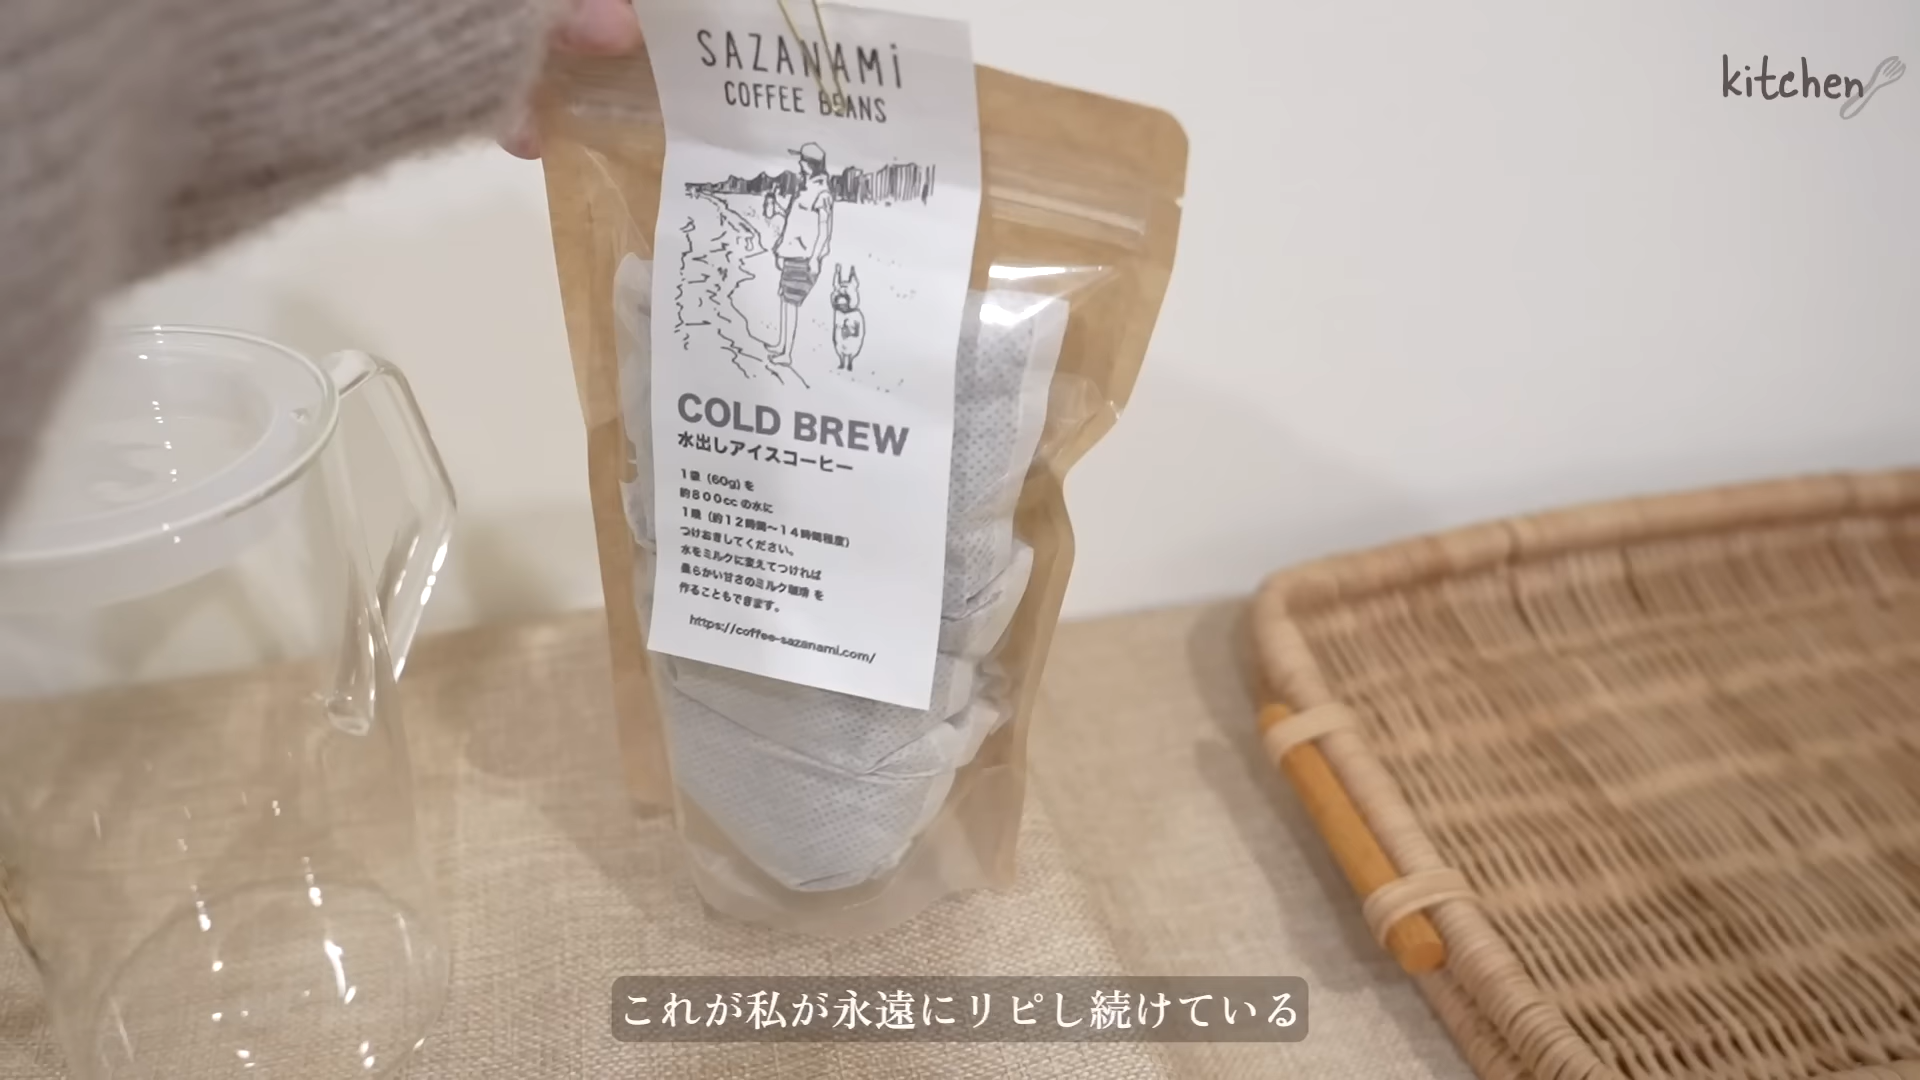 SAZANAMi
COFFEE BEANS
kitchen
COLD BREW
水出しアイスコーヒー
1袋(60g)を
約800ccの水に
1晩(約12時間〜14時間程度)
つけおきしてください。
水をミルクに変えてつければ
柔らかい甘さのミルク珈琲を
作ることもできます。
https://coffee-sazanami.com/
これが私が永遠にリピし続けている